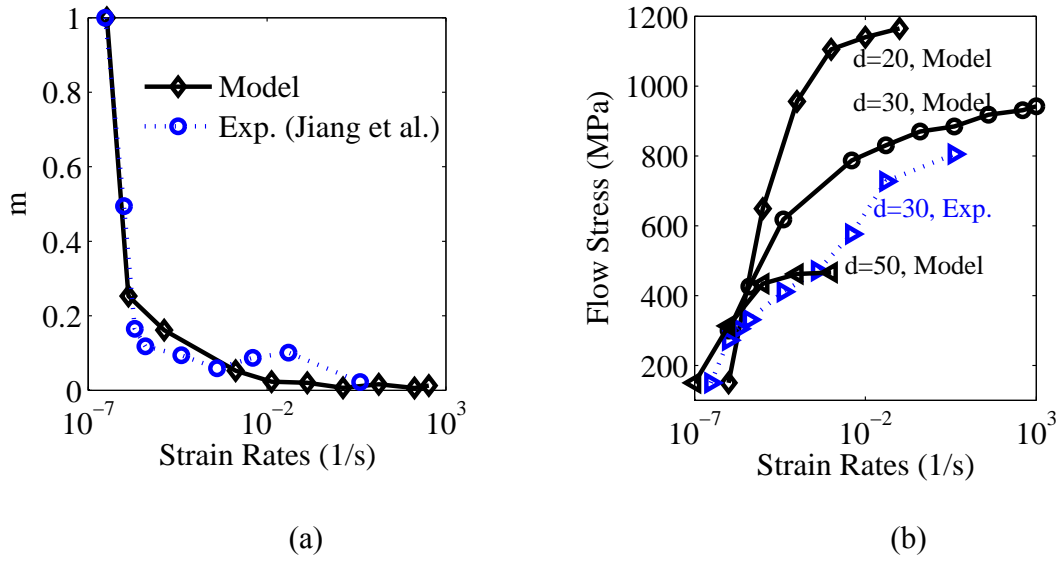 1
0.8
0.6
0.4
0.2
0
m
Model
Exp. (Jiang et al.)
10^-7
10^-2
10^3
Strain Rates (1/s)
(a)
1200
1000
800
600
400
150
Flow Stress (MPa)
d=20, Model
d=30, Model
d=30, Exp.
d=50, Model
10^-7
10^-2
10^3
Strain Rates (1/s)
(b)